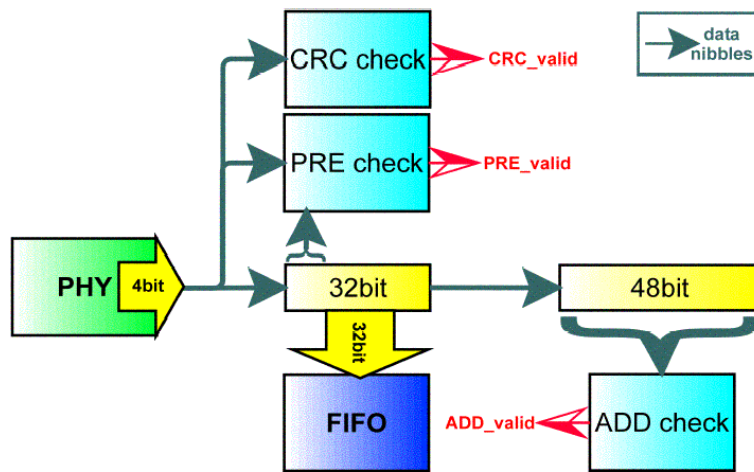 CRC check
CRC_valid
data
nibbles
PRE check
PRE_valid
PHY
4bit
32bit
48bit
32bit
FIFO
ADD_valid
ADD check